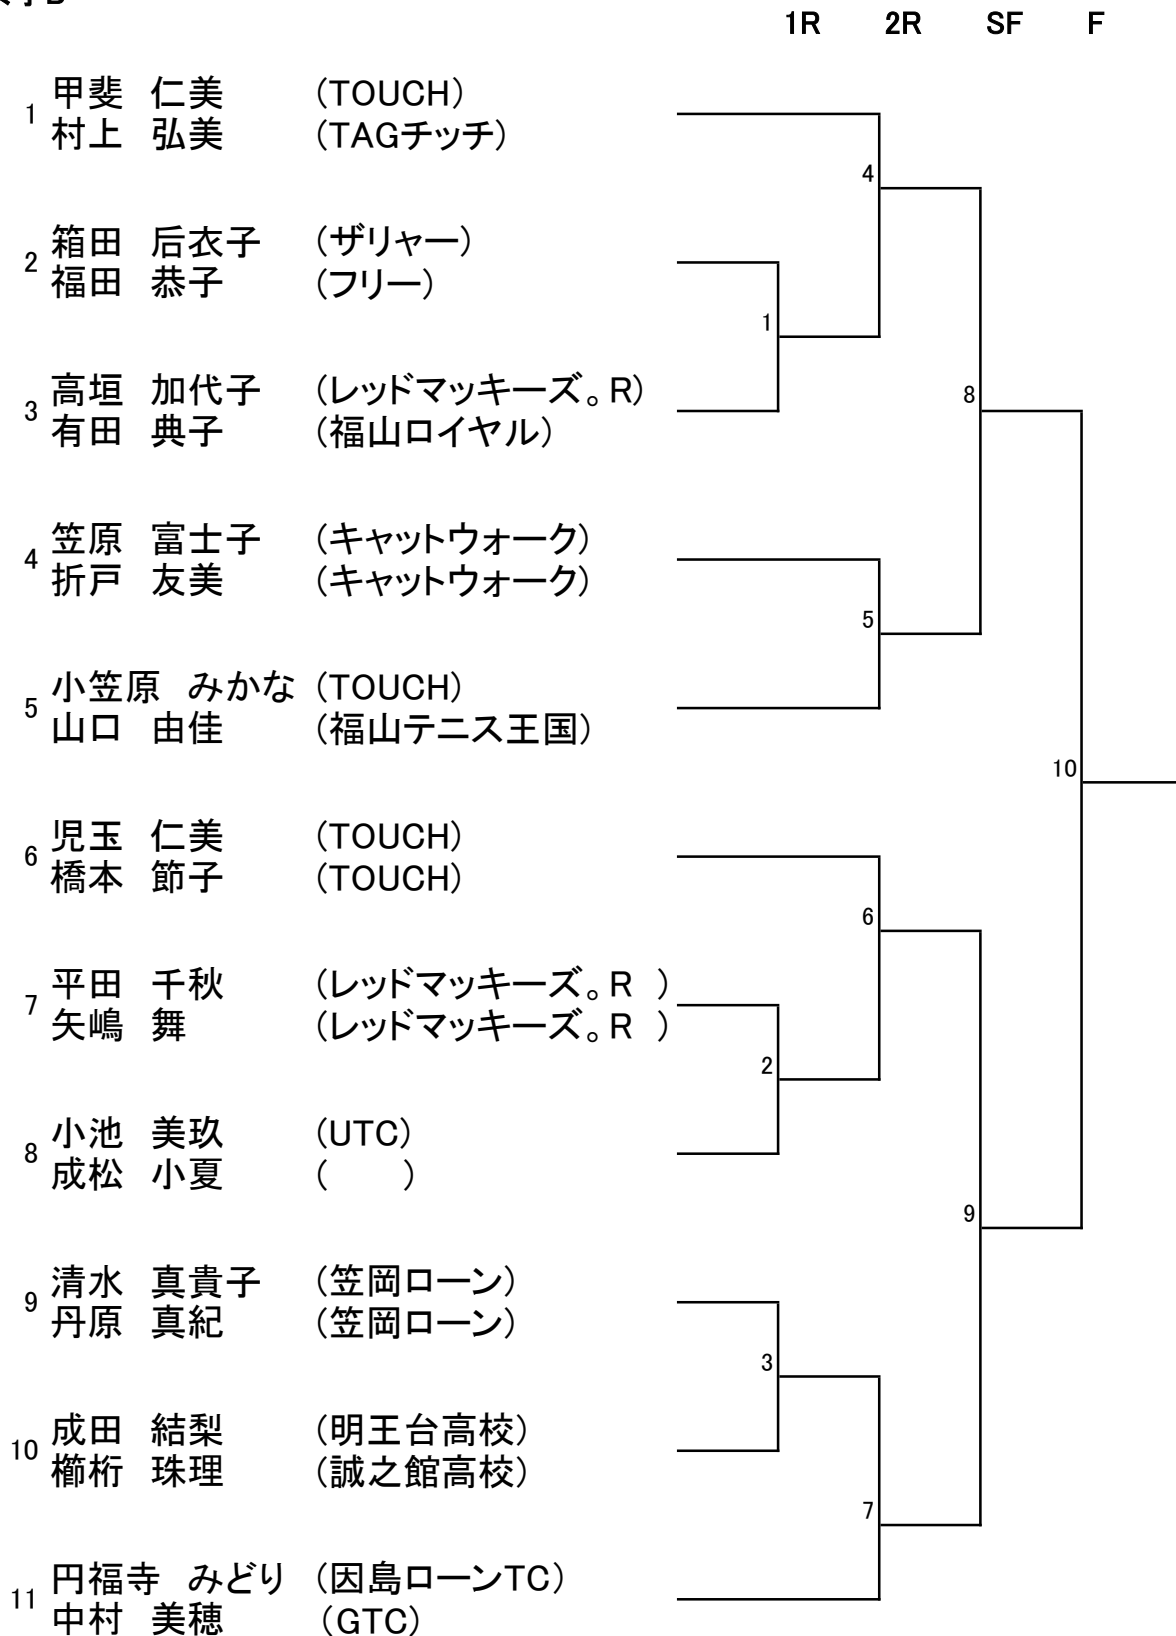 1R 2R SF F
1 甲斐 仁美 (TOUCH)
村上 弘美 (TAGチッチ)
4
2 箱田 后衣子 (ザリャー)
福田 恭子 (フリー)
1
3 高垣 加代子 (レッドマッキーズ。R)
有田 典子 (福山ロイヤル)
8
4 笠原 富士子 (キャットウォーク)
折戸 友美 (キャットウォーク)
5
5 小笠原 みかな (TOUCH)
山口 由佳 (福山テニス王国)
10
6 児玉 仁美 (TOUCH)
橋本 節子 (TOUCH)
6
7 平田 千秋 (レッドマッキーズ。R )
矢嶋 舞 (レッドマッキーズ。R )
2
8 小池 美玖 (UTC)
成松 小夏 ( )
9
9 清水 真貴子 (笠岡ローン)
丹原 真紀 (笠岡ローン)
3
10 成田 結梨 (明王台高校)
櫛桁 珠理 (誠之館高校)
7
11 円福寺 みどり (因島ローンTC)
中村 美穂 (GTC)